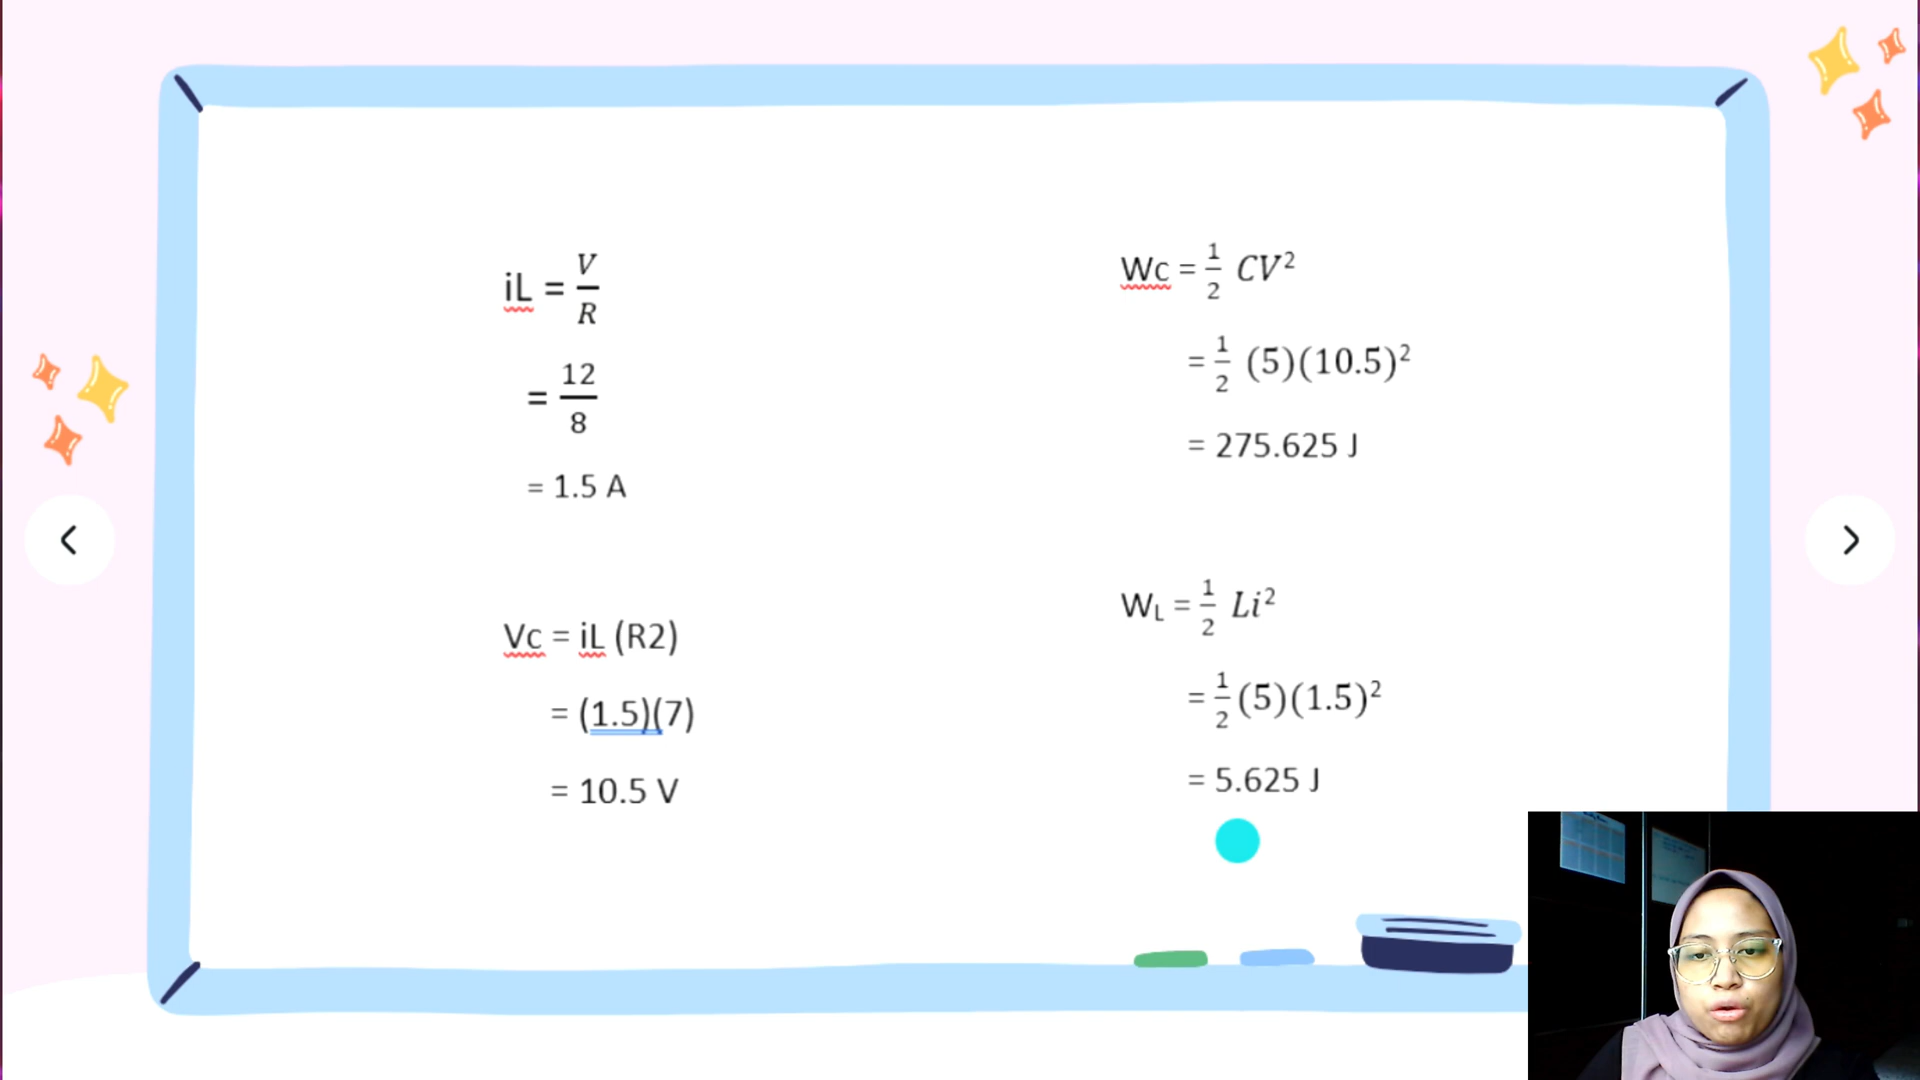 iL = V/R
= 12/8
= 1.5 A
Vc = iL (R2)
= (1.5)(7)
= 10.5 V
Wc = 1/2 CV²
= 1/2 (5)(10.5)²
= 275.625 J
WL = 1/2 Li²
= 1/2 (5)(1.5)²
= 5.625 J